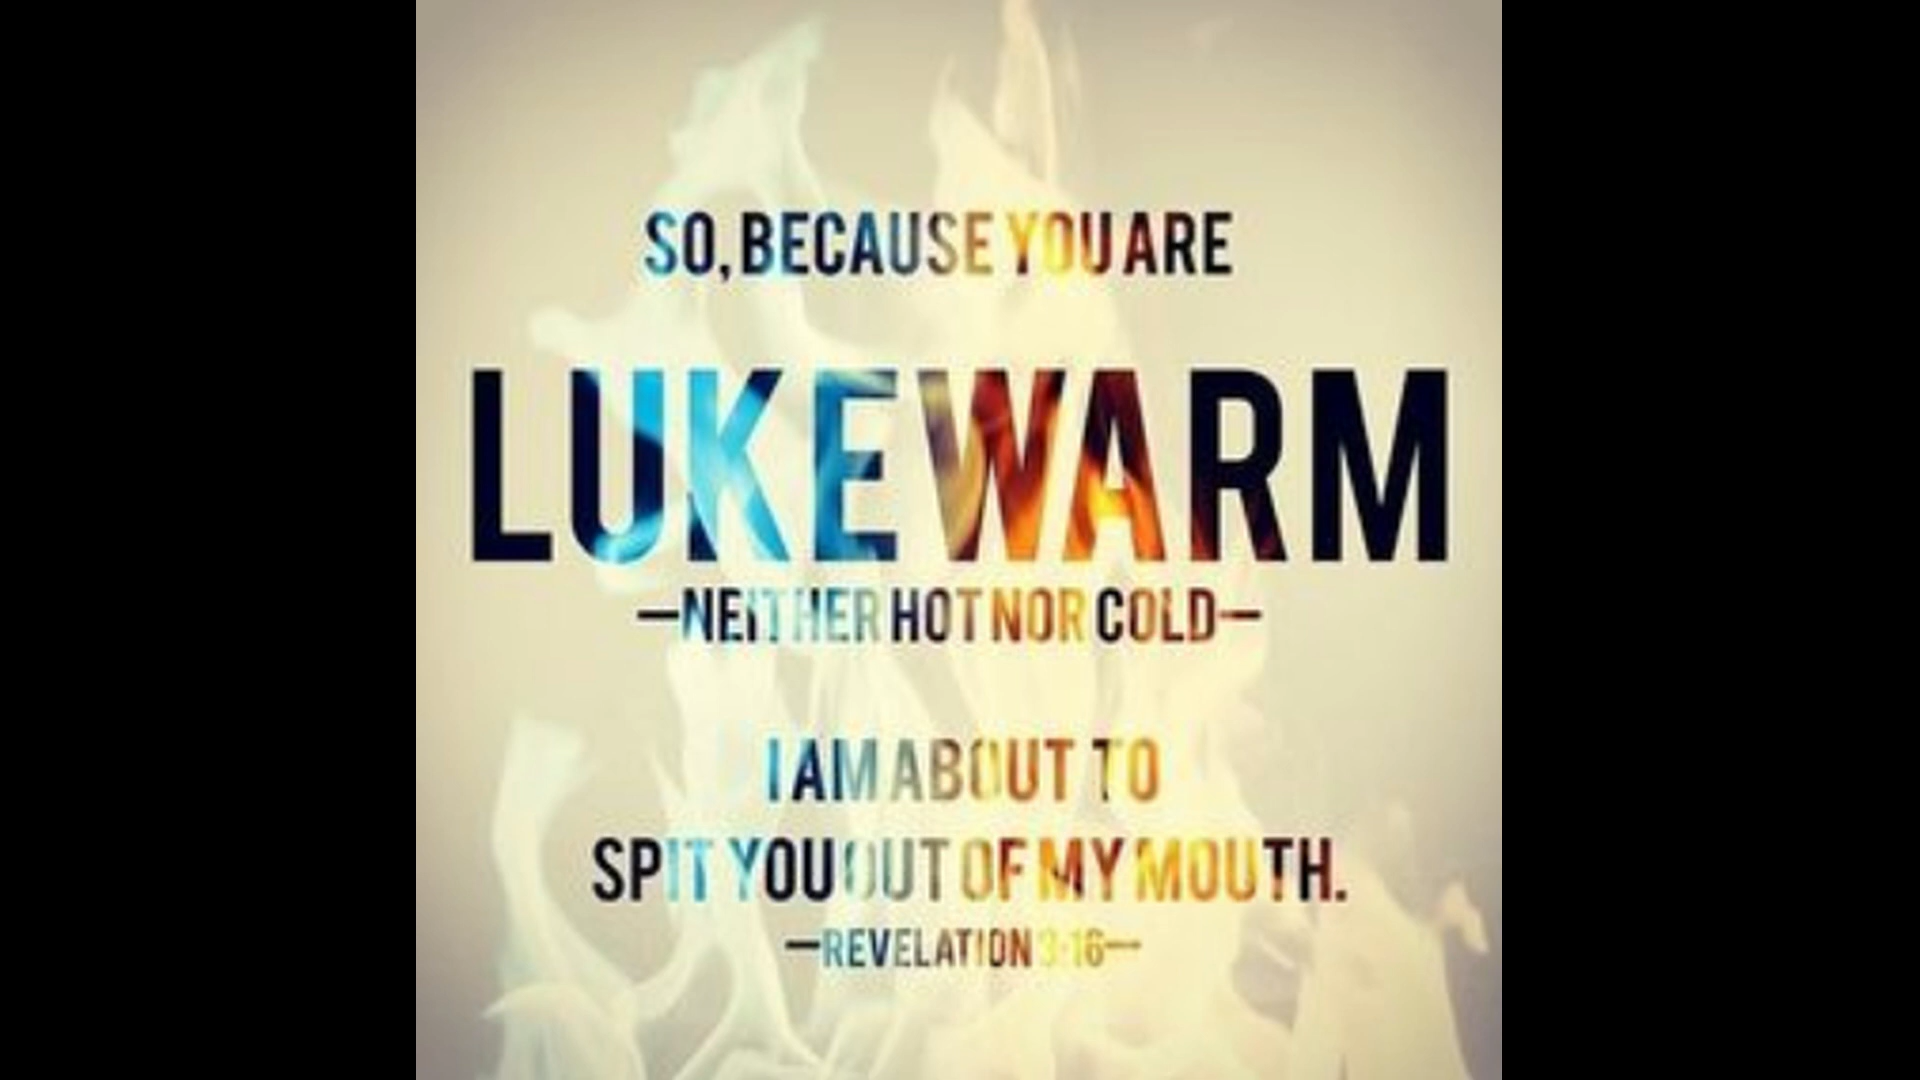 SO, BECAUSE YOU ARE
LUKEWARM
—NEITHER HOT NOR COLD—
I AM ABOUT TO
SPIT YOU OUT OF MY MOUTH.
—REVELATION 3:16—